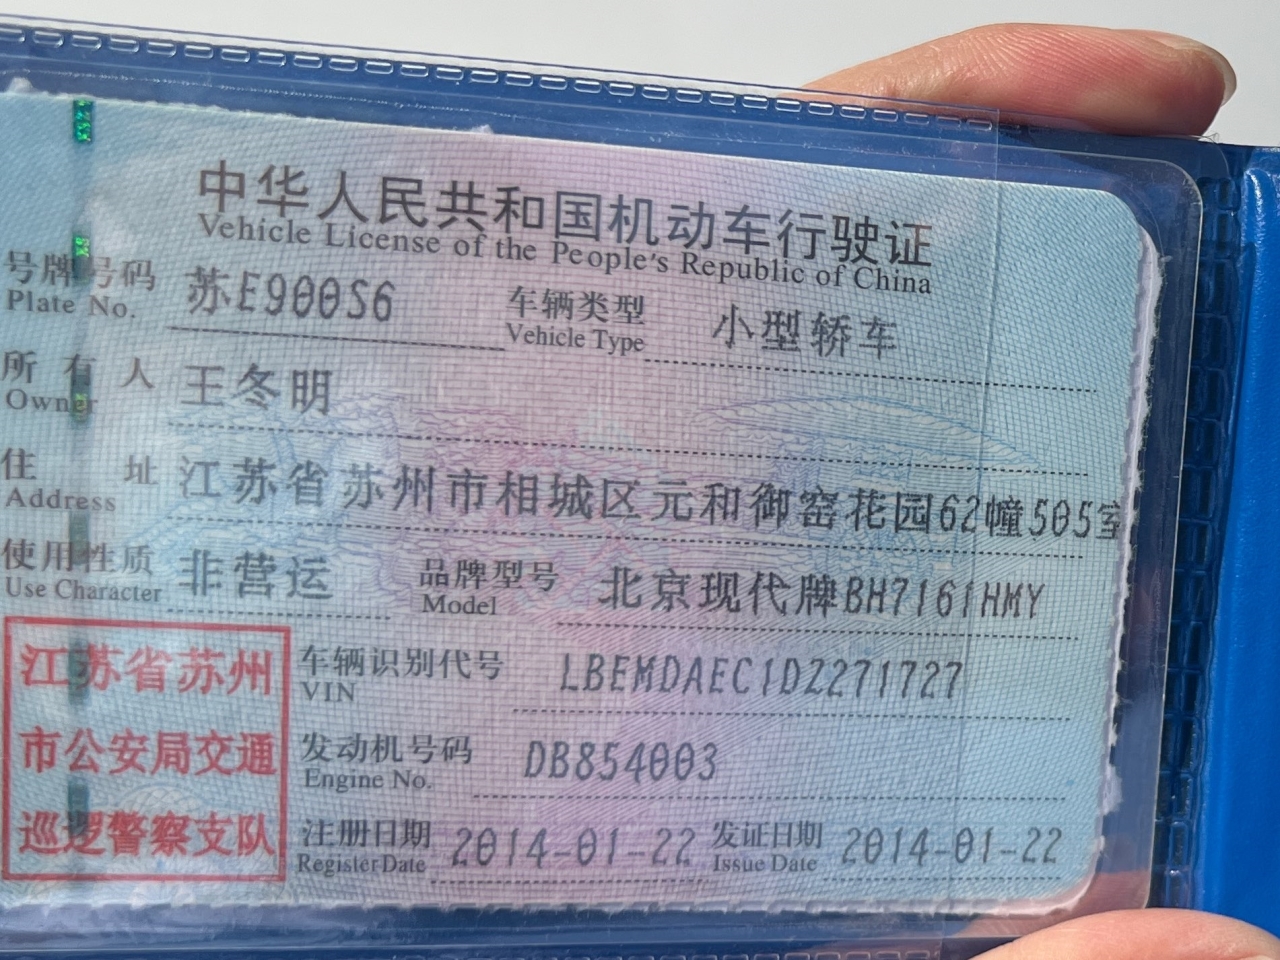 中华人民共和国机动车行驶证
Vehicle License of the People's Republic of China
号牌号码 苏E900S6 车辆类型 小型轿车
Plate No. Vehicle Type
所有人 王冬明
Owner
住址 江苏省苏州市相城区元和御窑花园62幢505室
Address
使用性质 非营运 品牌型号 北京现代牌BH7161HMY
Use Character Model
江苏省苏州
市公安局交通
巡逻警察支队
车辆识别代号 LBEMDAEC1DZ271727
VIN
发动机号码 DB854003
Engine No.
注册日期 2014-01-22 发证日期 2014-01-22
Register Date Issue Date